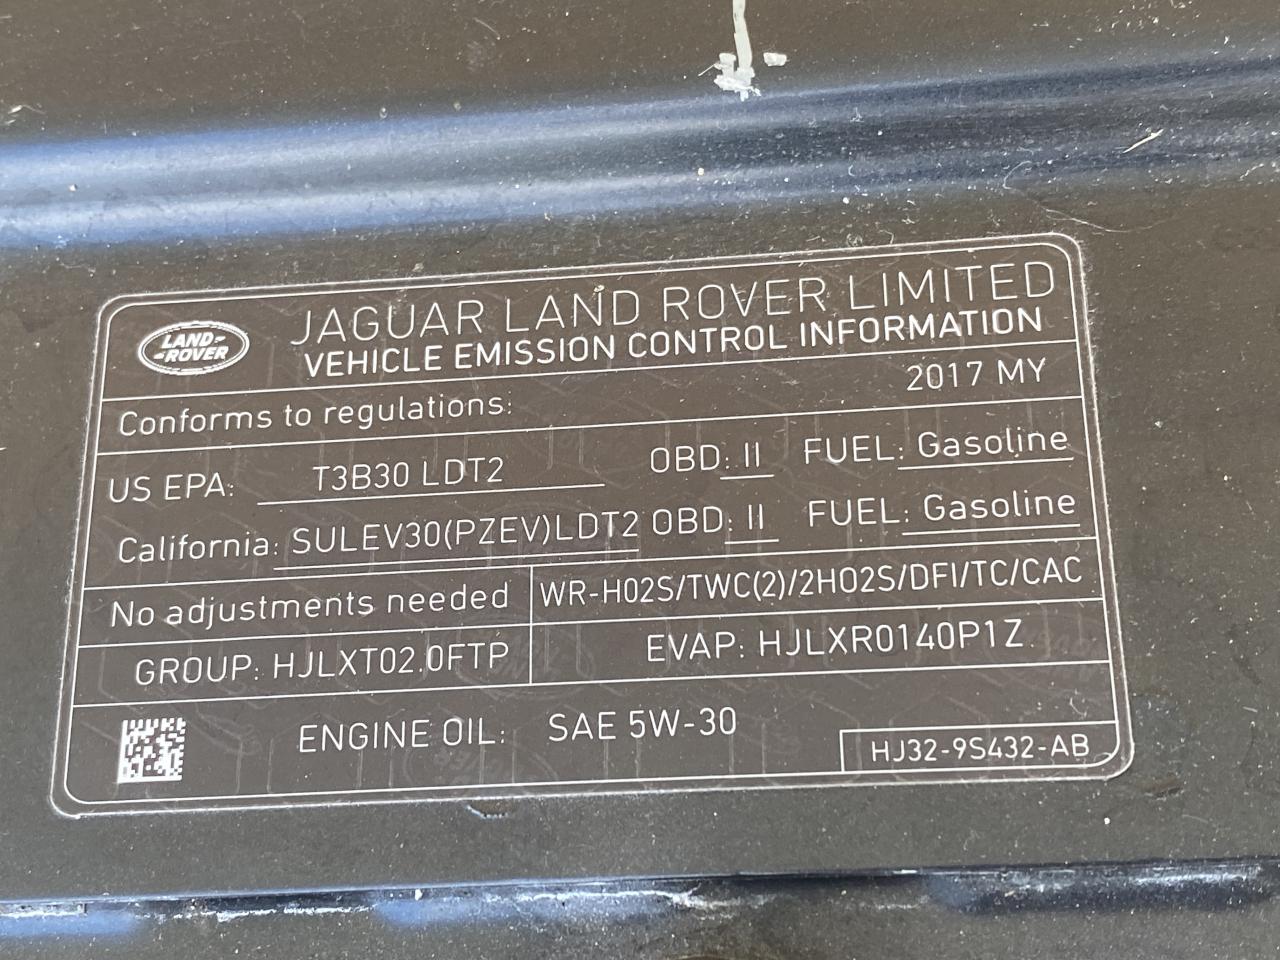 LAND-
-ROVER
JAGUAR LAND ROVER LIMITED
VEHICLE EMISSION CONTROL INFORMATION
Conforms to regulations: 2017 MY
US EPA: T3B30 LDT2 OBD: II FUEL: Gasoline
California: SULEV30(PZEV)LDT2 OBD: II FUEL: Gasoline
No adjustments needed WR-HO2S/TWC(2)/2HO2S/DFI/TC/CAC
GROUP: HJLXT02.0FTP EVAP: HJLXR0140P1Z
ENGINE OIL: SAE 5W-30
HJ32-9S432-AB